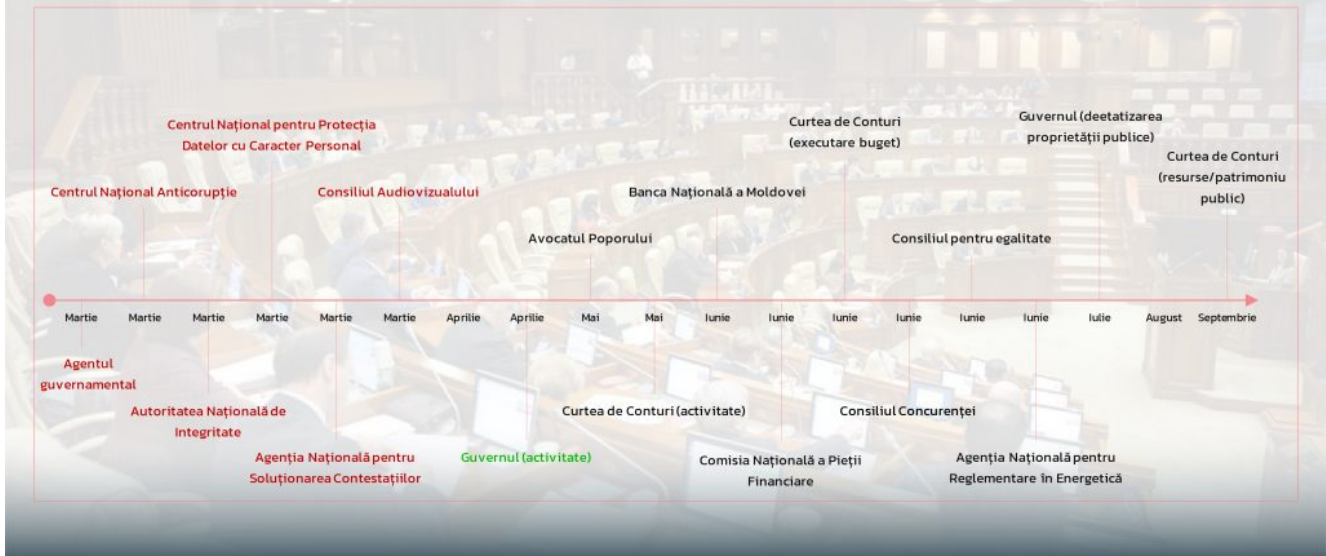 Centrul Național pentru Protecția
Datelor cu Caracter Personal
Curtea de Conturi
(executare buget)
Guvernul (deetatizarea
proprietății publice)
Curtea de Conturi
(resurse/patrimoniu
public)
Centrul Național Anticorupție
Consiliul Audiovizualului
Banca Națională a Moldovei
Avocatul Poporului
Consiliul pentru egalitate
Martie Martie Martie Martie Martie Martie Aprilie Aprilie Mai Mai Iunie Iunie Iunie Iunie Iunie Iunie Iulie August Septembrie
Agentul
guvernamental
Autoritatea Națională de
Integritate
Curtea de Conturi (activitate)
Consiliul Concurenței
Agenția Națională pentru
Soluționarea Contestațiilor
Guvernul (activitate)
Comisia Națională a Pieții
Financiare
Agenția Națională pentru
Reglementare în Energetică